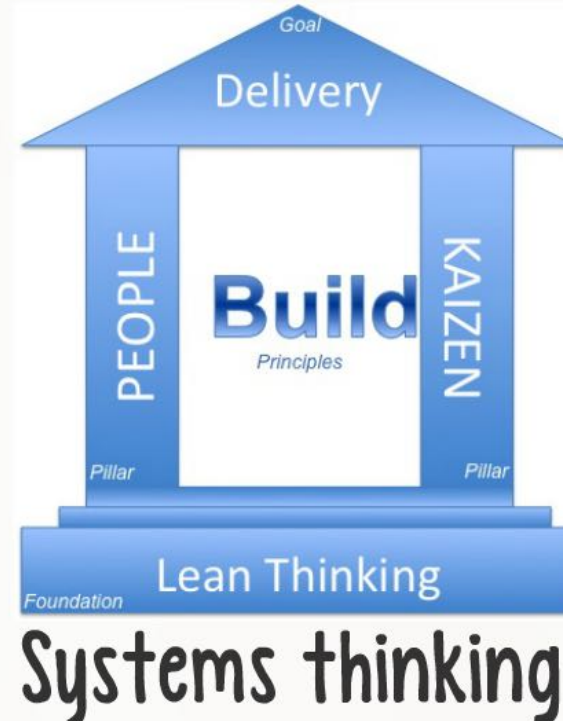 Goal
Delivery
PEOPLE
KAIZEN
Build
Principles
Pillar
Pillar
Lean Thinking
Foundation
Systems thinking